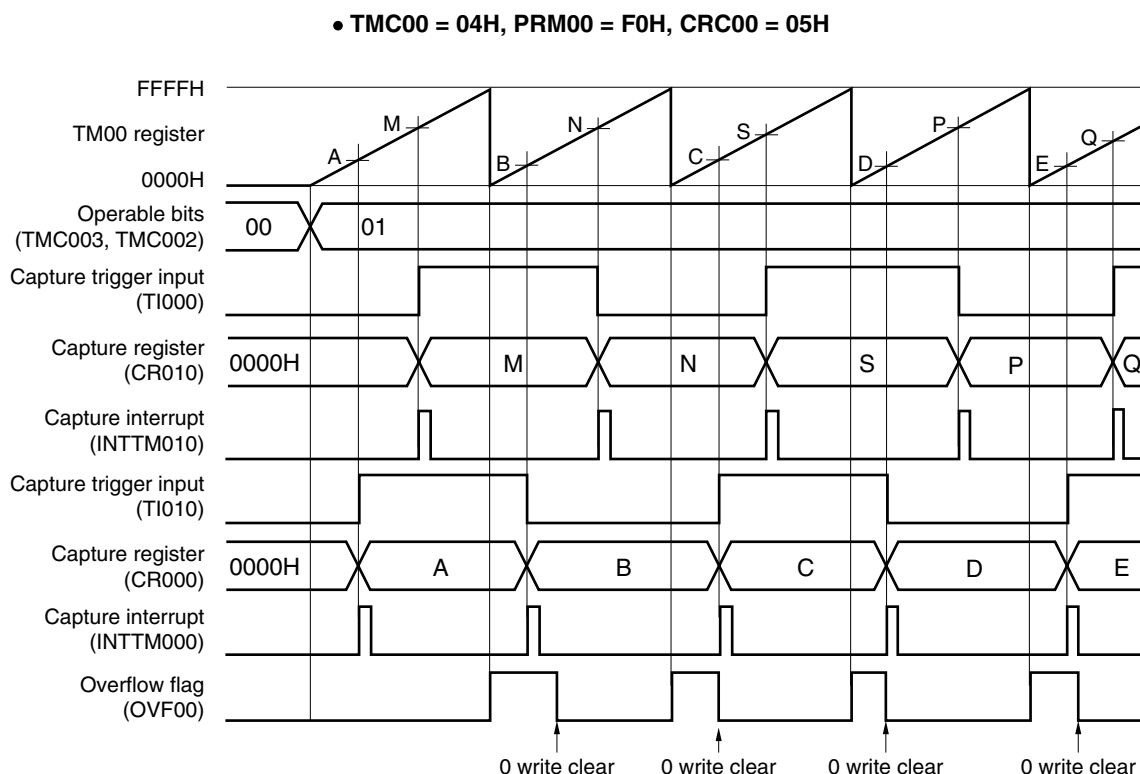 • TMC00 = 04H, PRM00 = F0H, CRC00 = 05H
FFFFH
TM00 register
0000H
A
M
B
N
C
S
D
P
E
Q
Operable bits
(TMC003, TMC002)
00
01
Capture trigger input
(TI000)
Capture register
(CR010)
0000H
M
N
S
P
Q
Capture interrupt
(INTTM010)
Capture trigger input
(TI010)
Capture register
(CR000)
0000H
A
B
C
D
E
Capture interrupt
(INTTM000)
Overflow flag
(OVF00)
0 write clear
0 write clear
0 write clear
0 write clear